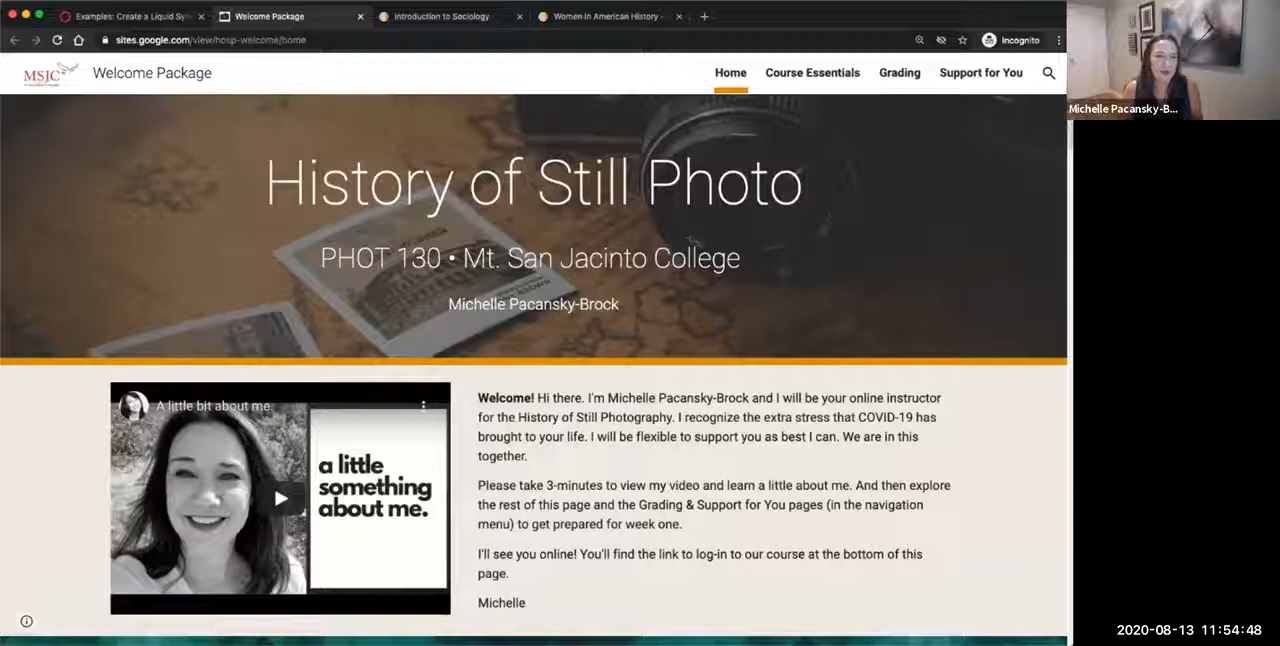 Examples: Create a Liquid Sy
Welcome Package
Introduction to Sociology
Women in American History -
sites.google.com/view/hosp-welcome/home
Incognito
MSJC
Welcome Package
Home
Course Essentials
Grading
Support for You
Michelle Pacansky-B...
History of Still Photo
PHOT 130 • Mt. San Jacinto College
Michelle Pacansky-Brock
A little bit about me.
a little
something
about me.
Welcome! Hi there. I'm Michelle Pacansky-Brock and I will be your online instructor
for the History of Still Photography. I recognize the extra stress that COVID-19 has
brought to your life. I will be flexible to support you as best I can. We are in this
together.
Please take 3-minutes to view my video and learn a little about me. And then explore
the rest of this page and the Grading & Support for You pages (in the navigation
menu) to get prepared for week one.
I'll see you online! You'll find the link to log-in to our course at the bottom of this
page.
Michelle
2020-08-13 11:54:48